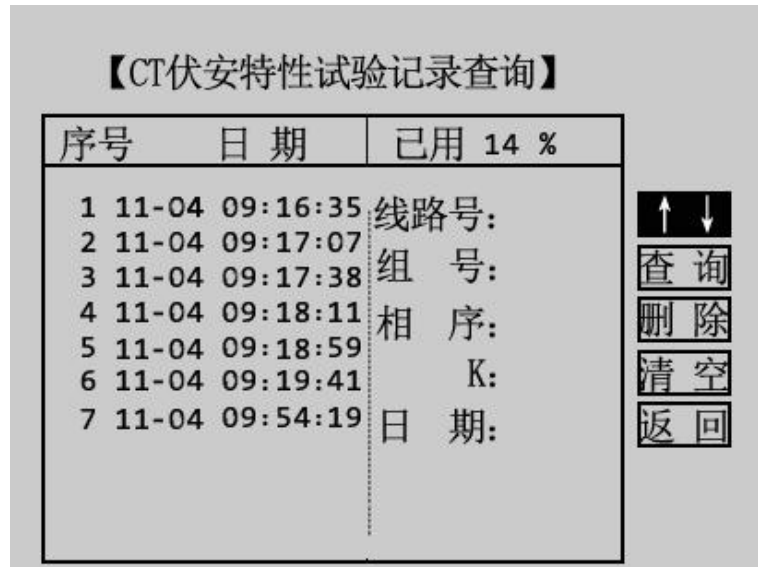 【CT伏安特性试验记录查询】
序号 日 期 已用 14 %
1 11-04 09:16:35
2 11-04 09:17:07
3 11-04 09:17:38
4 11-04 09:18:11
5 11-04 09:18:59
6 11-04 09:19:41
7 11-04 09:54:19
线路号:
组 号:
相 序:
K:
日 期:
↑ ↓
查 询
删 除
清 空
返 回